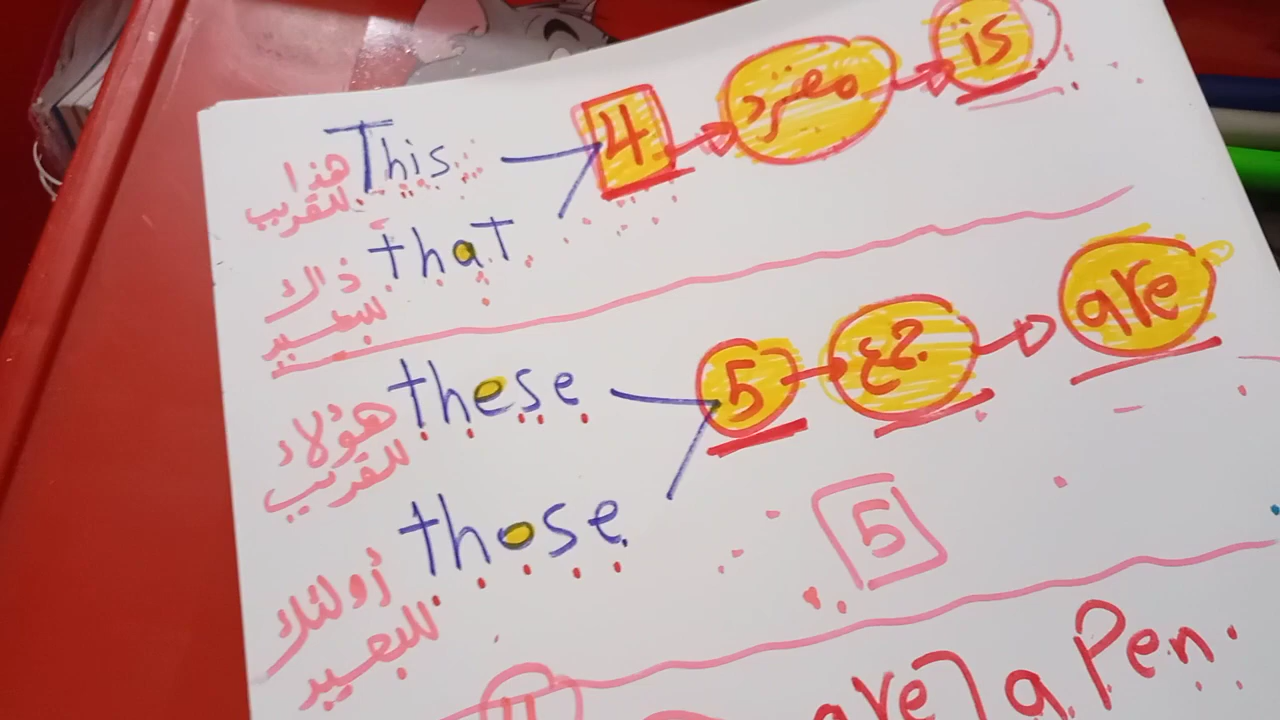 This 4 مفرد is
هذا
للقريب
that
ذاك
للبعيد
these 5 جمع are
هؤلاء
للقريب
those
أولئك
للبعيد
5
are] a Pen.